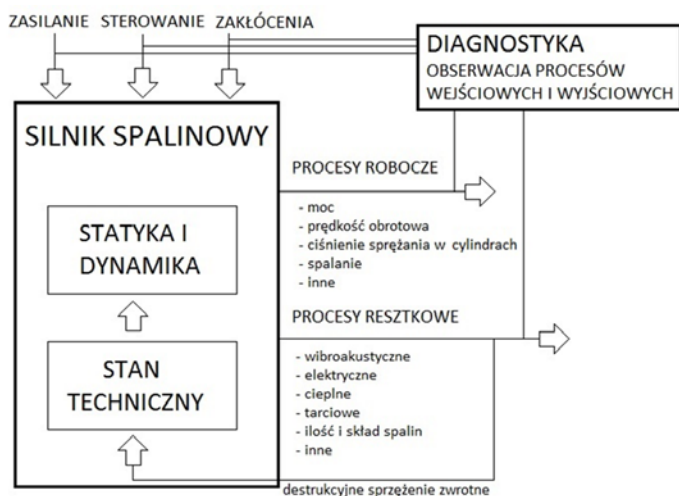 ZASILANIE STEROWANIE ZAKŁÓCENIA
DIAGNOSTYKA
OBSERWACJA PROCESÓW
WEJŚCIOWYCH I WYJŚCIOWYCH
SILNIK SPALINOWY
STATYKA I
DYNAMIKA
STAN
TECHNICZNY
PROCESY ROBOCZE
- moc
- prędkość obrotowa
- ciśnienie sprężania w cylindrach
- spalanie
- inne
PROCESY RESZTKOWE
- wibroakustyczne
- elektryczne
- cieplne
- tarciowe
- ilość i skład spalin
- inne
destrukcyjne sprzężenie zwrotne